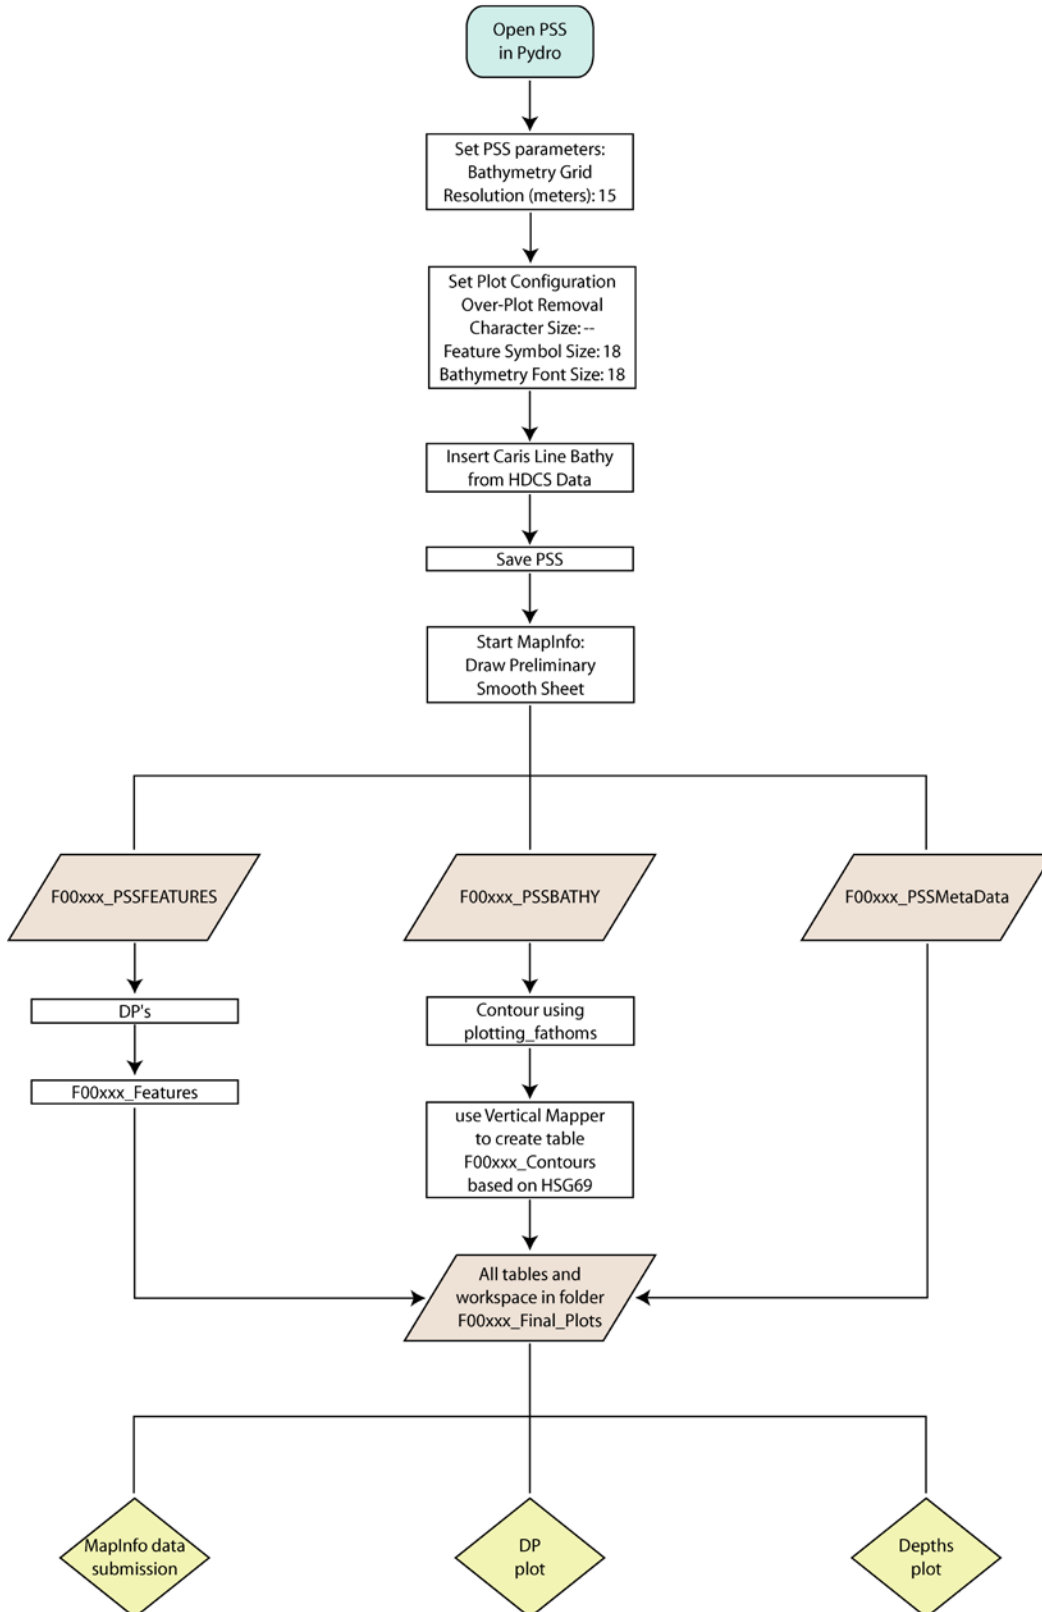 Open PSS
in Pydro
Set PSS parameters:
Bathymetry Grid
Resolution (meters): 15
Set Plot Configuration
Over-Plot Removal
Character Size: --
Feature Symbol Size: 18
Bathymetry Font Size: 18
Insert Caris Line Bathy
from HDCS Data
Save PSS
Start MapInfo:
Draw Preliminary
Smooth Sheet
F00xxx_PSSFEATURES
F00xxx_PSSBATHY
F00xxx_PSSMetaData
DP's
F00xxx_Features
Contour using
plotting_fathoms
use Vertical Mapper
to create table
F00xxx_Contours
based on HSG69
All tables and
workspace in folder
F00xxx_Final_Plots
MapInfo data
submission
DP
plot
Depths
plot